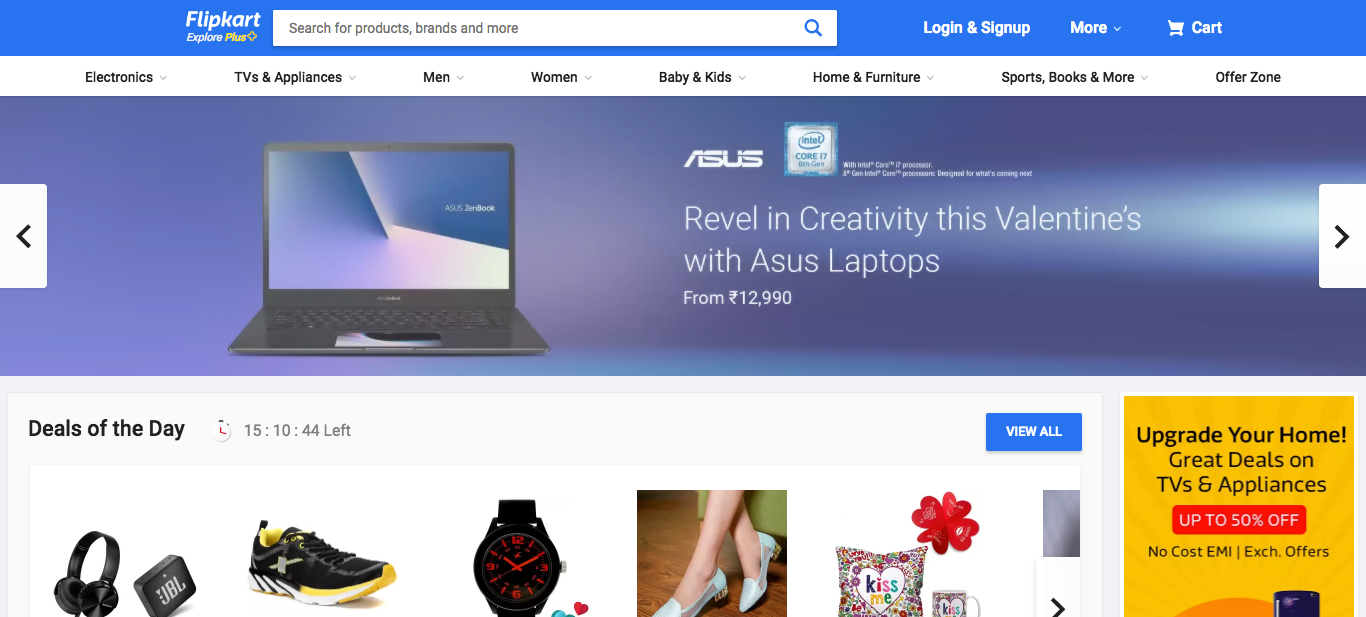 Flipkart
Explore Plus
Search for products, brands and more
Login & Signup
More
Cart
Electronics
TVs & Appliances
Men
Women
Baby & Kids
Home & Furniture
Sports, Books & More
Offer Zone
ASUS ZenBook
ASUS
intel
CORE i7
8th Gen
With Intel® Core™ i7 processor.
8th Gen Intel® Core™ processors: Designed for what's coming next
Revel in Creativity this Valentine's
with Asus Laptops
From ₹12,990
Deals of the Day
15 : 10 : 44 Left
VIEW ALL
JBL
kiss
me
kiss
Upgrade Your Home!
Great Deals on
TVs & Appliances
UP TO 50% OFF
No Cost EMI | Exch. Offers